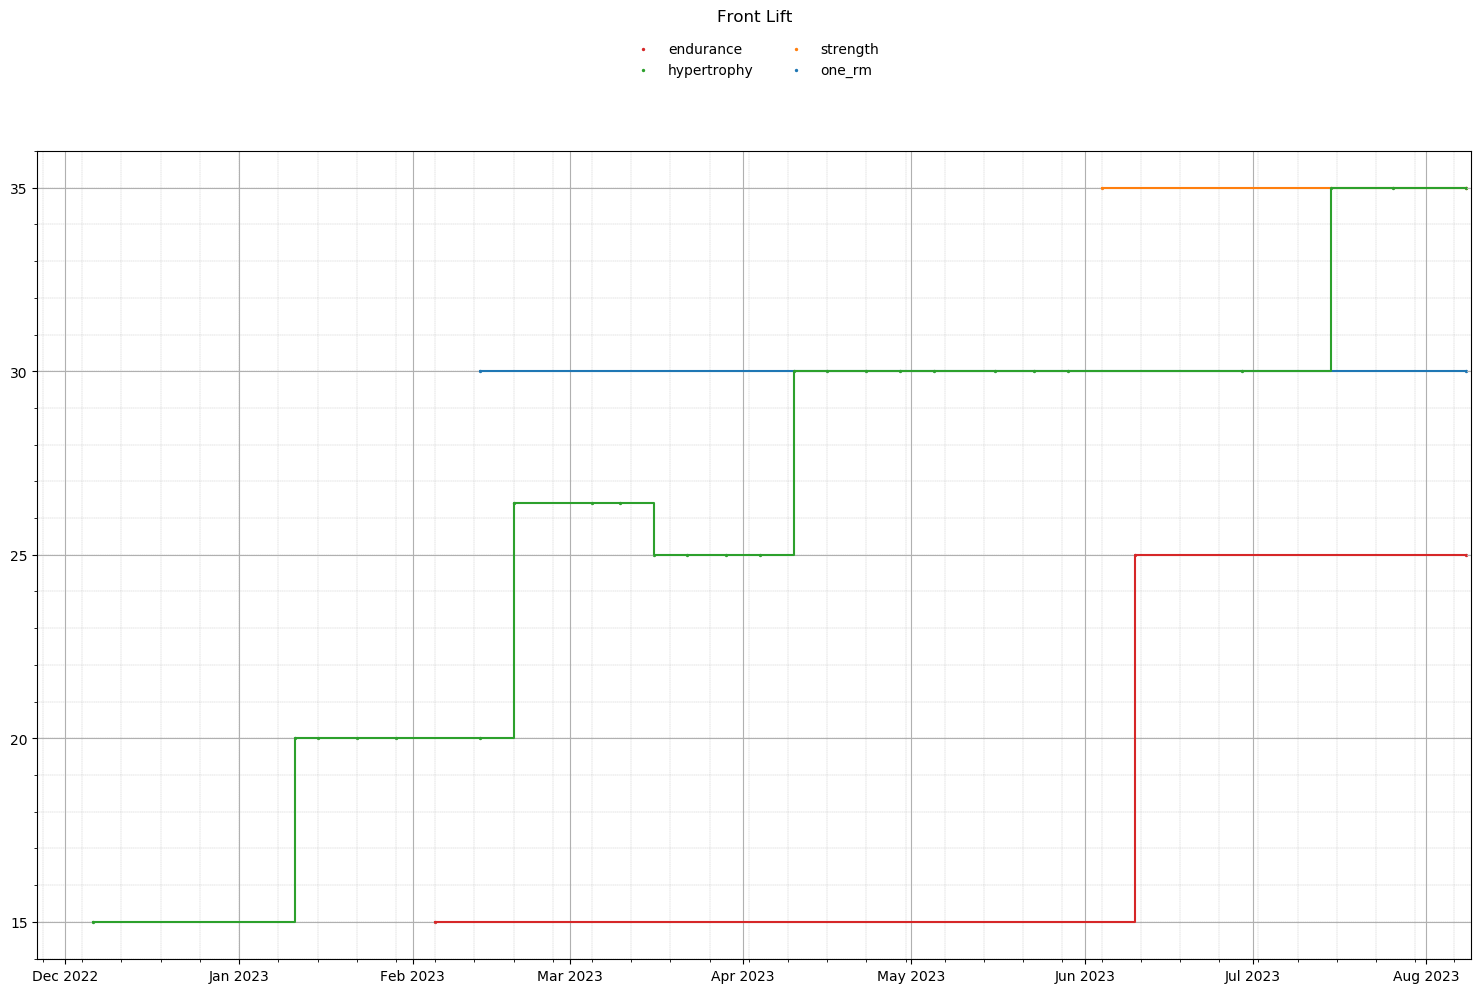 Front Lift
endurance strength
hypertrophy one_rm
35
30
25
20
15
Dec 2022 Jan 2023 Feb 2023 Mar 2023 Apr 2023 May 2023 Jun 2023 Jul 2023 Aug 2023